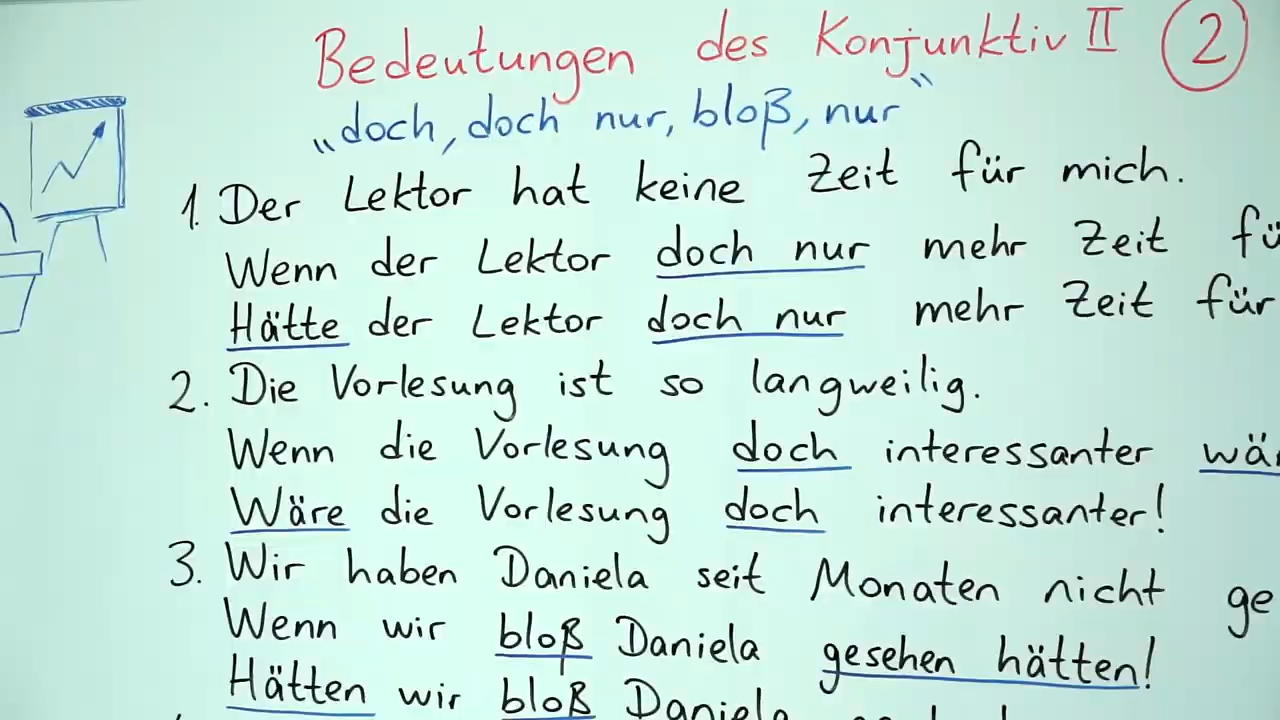 Bedeutungen des Konjunktiv II 2
„doch, doch nur, bloß, nur“
1. Der Lektor hat keine Zeit für mich.
Wenn der Lektor doch nur mehr Zeit fü
Hätte der Lektor doch nur mehr Zeit für
2. Die Vorlesung ist so langweilig.
Wenn die Vorlesung doch interessanter wär
Wäre die Vorlesung doch interessanter!
3. Wir haben Daniela seit Monaten nicht ge
Wenn wir bloß Daniela gesehen hätten!
Hätten wir bloß Daniela